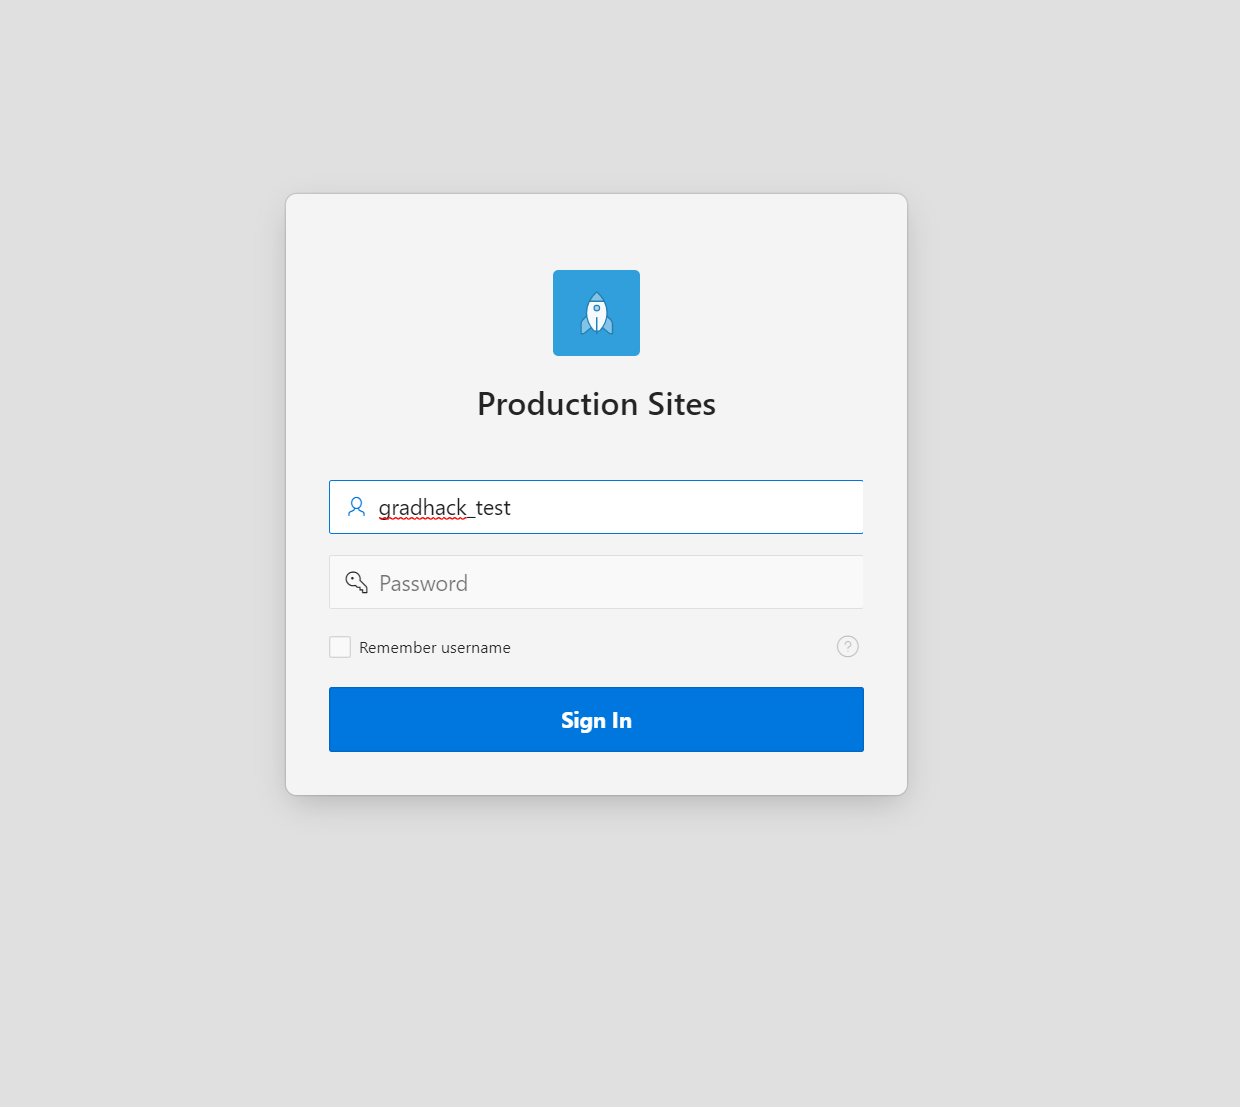 Production Sites
gradhack_test
Password
Remember username
?
Sign In